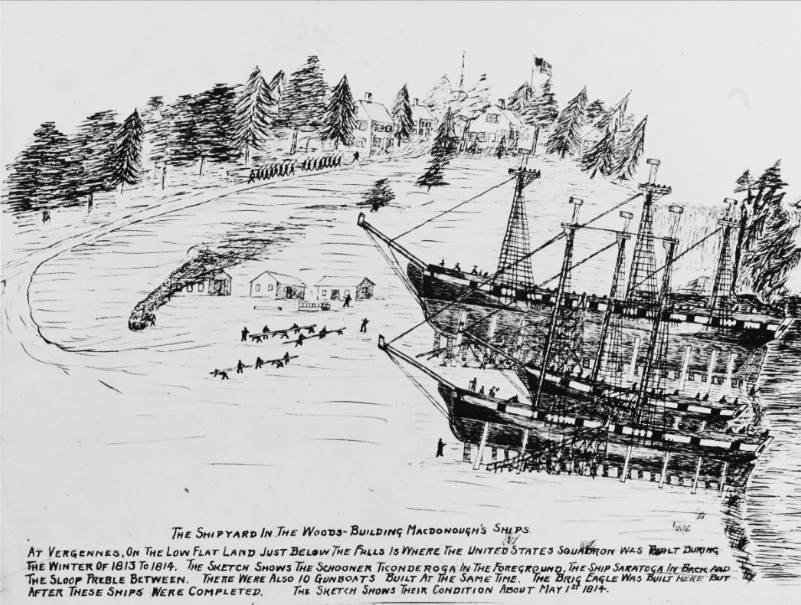 THE SHIPYARD IN THE WOODS-BUILDING MACDONOUGH'S SHIPS.
AT VERGENNES, ON THE LOW FLAT LAND JUST BELOW THE FALLS IS WHERE THE UNITED STATES SQUADRON WAS BUILT DURING
THE WINTER OF 1813 TO 1814. THE SKETCH SHOWS THE SCHOONER TICONDEROGA IN THE FOREGROUND, THE SHIP SARATOGA IN BACK AND
THE SLOOP PREBLE BETWEEN. THERE WERE ALSO 10 GUNBOATS BUILT AT THE SAME TIME. THE BRIG EAGLE WAS BUILT HERE BUT
AFTER THESE SHIPS WERE COMPLETED. THE SKETCH SHOWS THEIR CONDITION ABOUT MAY 1ST 1814.